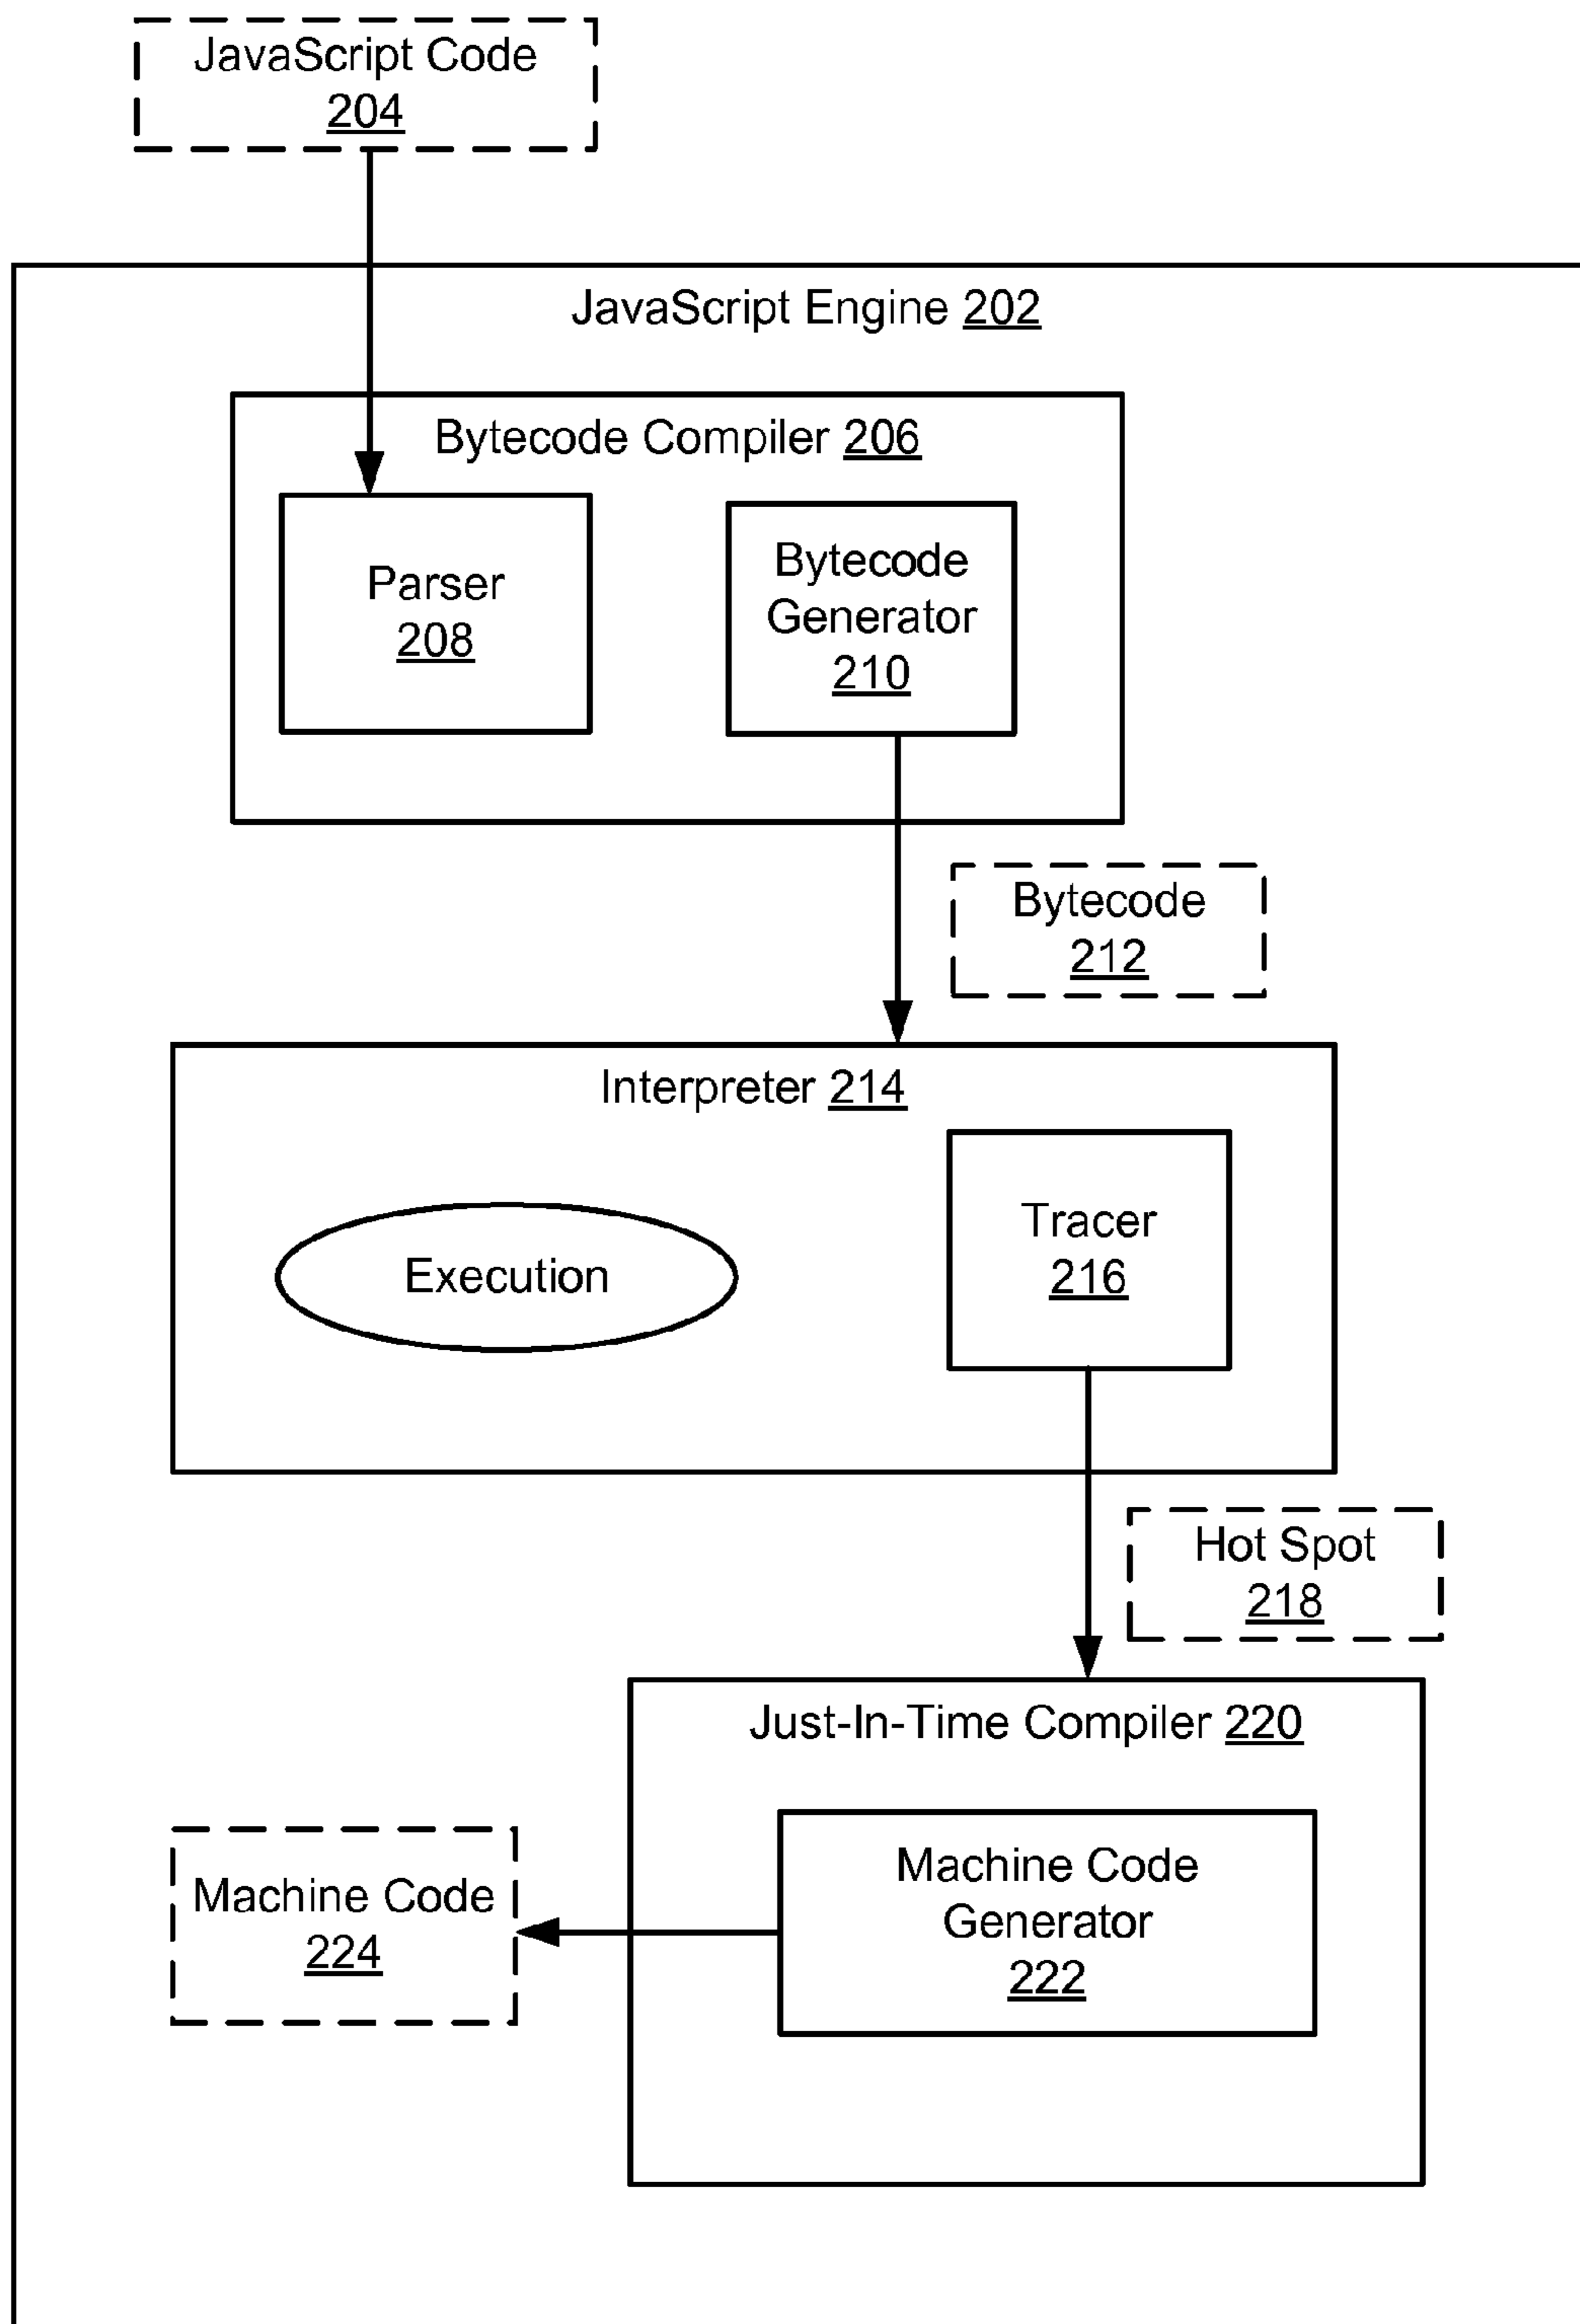 JavaScript Code
204
JavaScript Engine 202
Bytecode Compiler 206
Parser
208
Bytecode
Generator
210
Bytecode
212
Interpreter 214
Execution
Tracer
216
Hot Spot
218
Just-In-Time Compiler 220
Machine Code
Generator
222
Machine Code
224